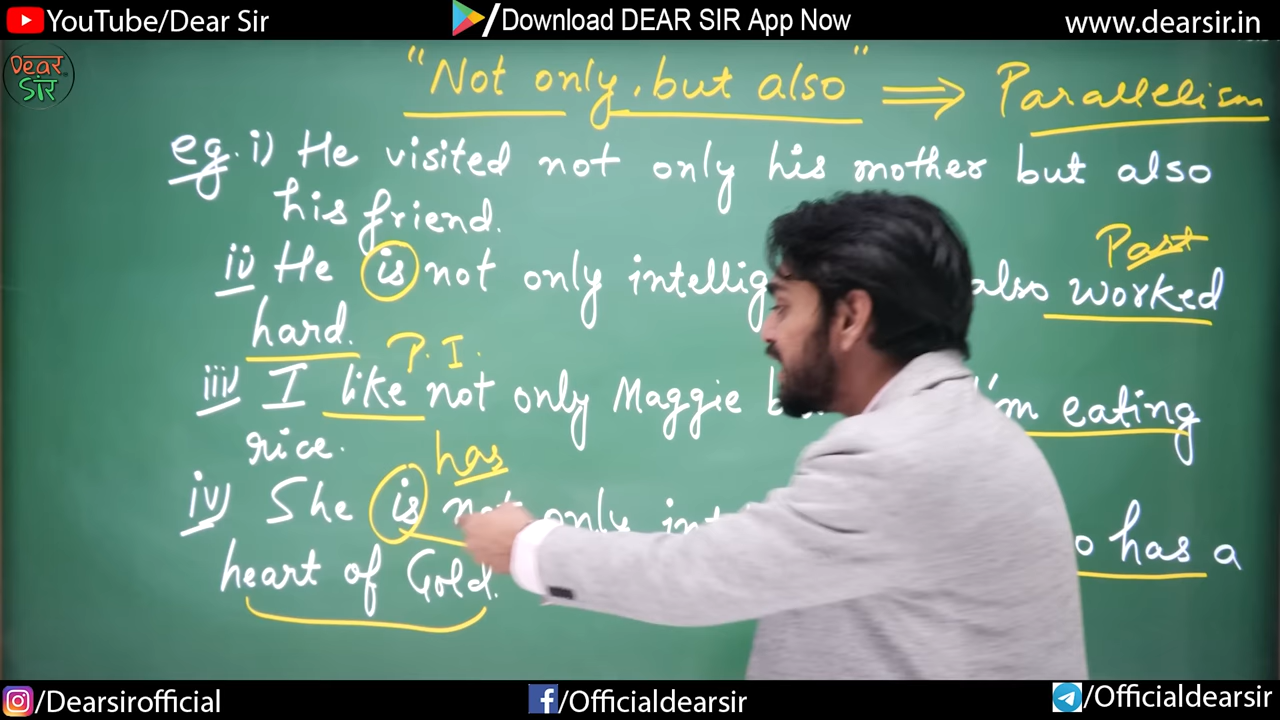 /YouTube/Dear Sir
/Download DEAR SIR App Now
www.dearsir.in
Dear
सर
"Not only, but also" ⇒ Parallelism
eg. i) He visited not only his mother but also
his friend.
Past
ii) He is not only also worked
hard.
P. I.
iii) I like not only Maggie I'm eating
rice.
has
iv) She is not only has a
heart of Gold.
/Dearsirofficial
/Officialdearsir
/Officialdearsir